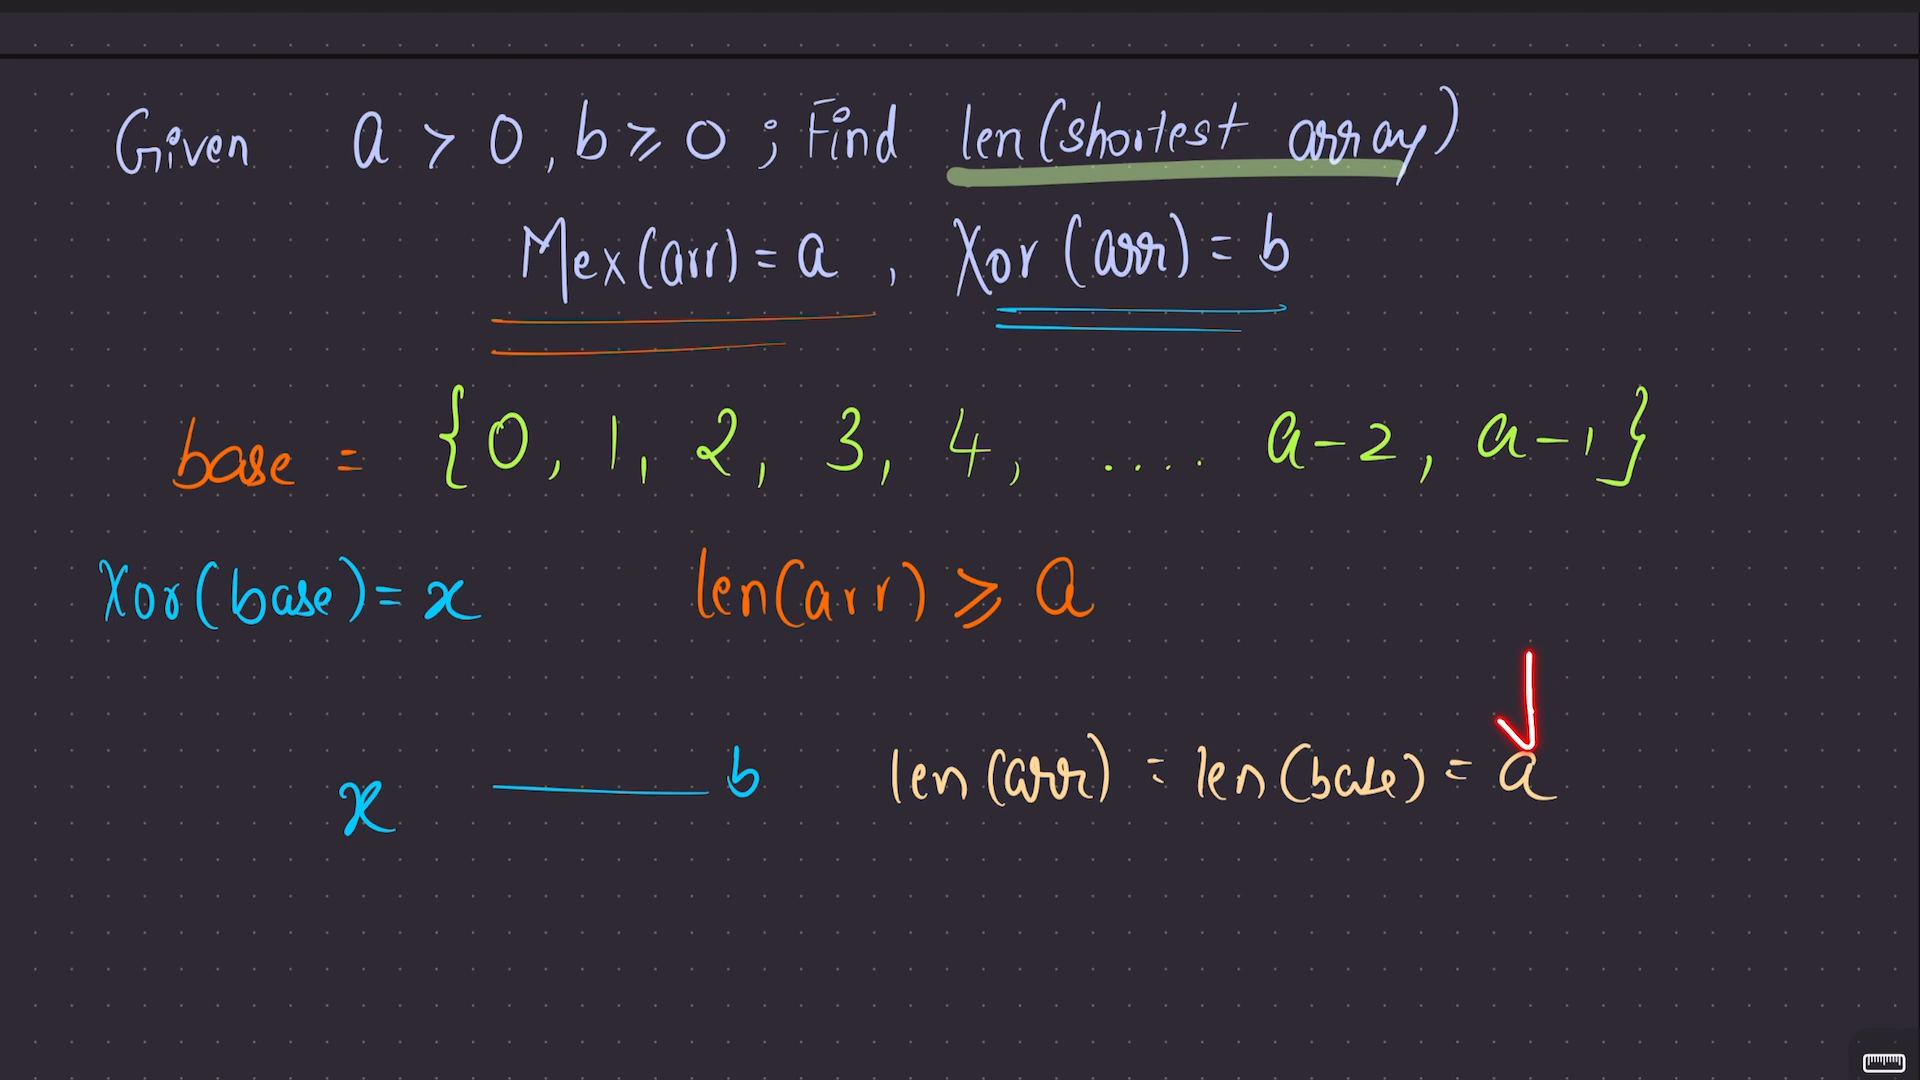 Given a > 0, b ≥ 0 ; Find len(shortest array)
Mex(arr) = a , Xor(arr) = b
base = {0, 1, 2, 3, 4, .... a-2, a-1}
Xor(base) = x len(arr) ≥ a
x b len(arr) = len(base) = a